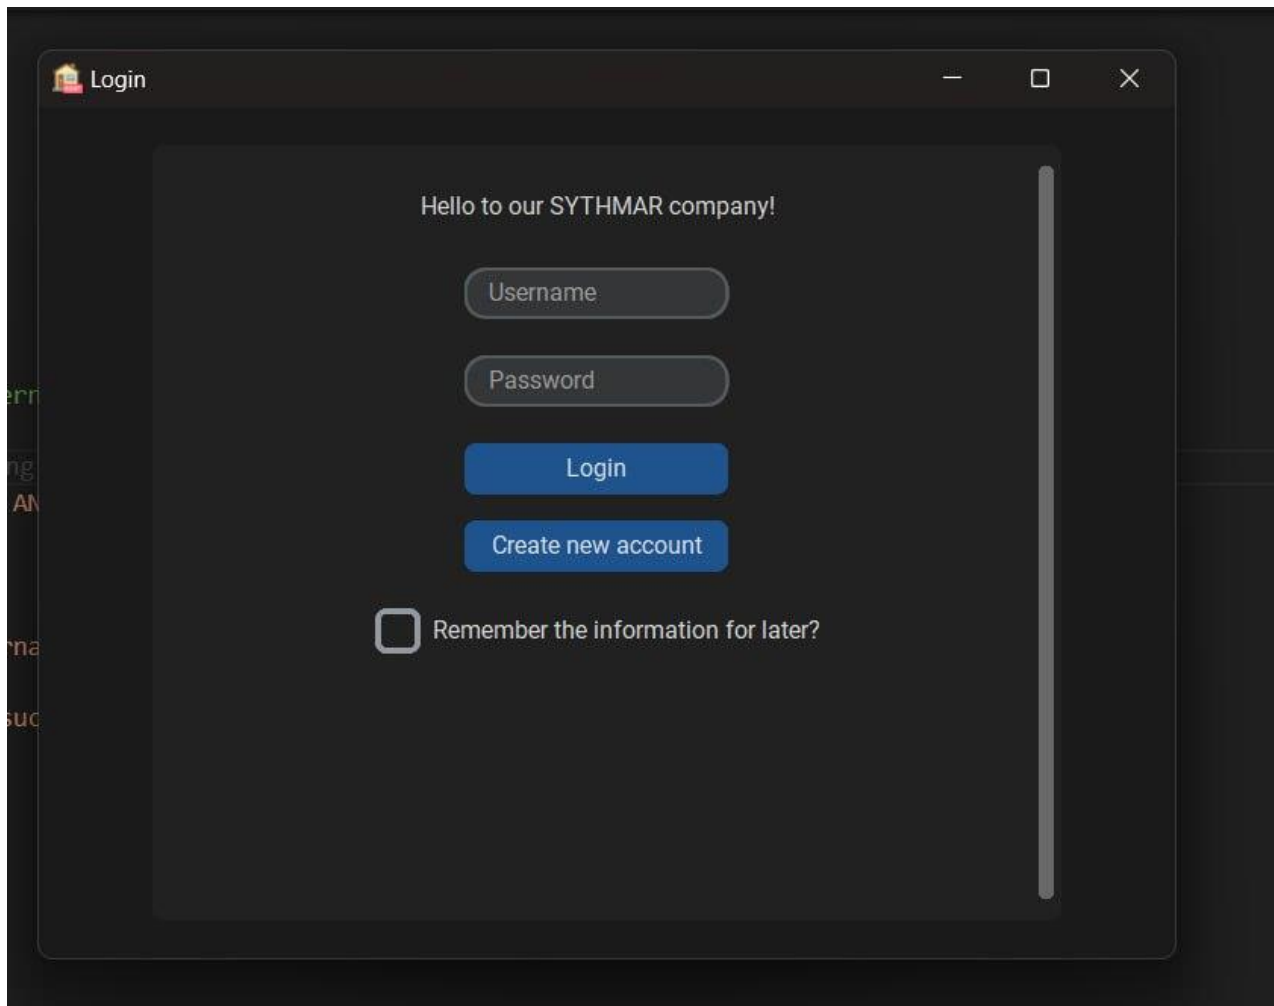 Login
Hello to our SYTHMAR company!
Username
Password
Login
Create new account
Remember the information for later?